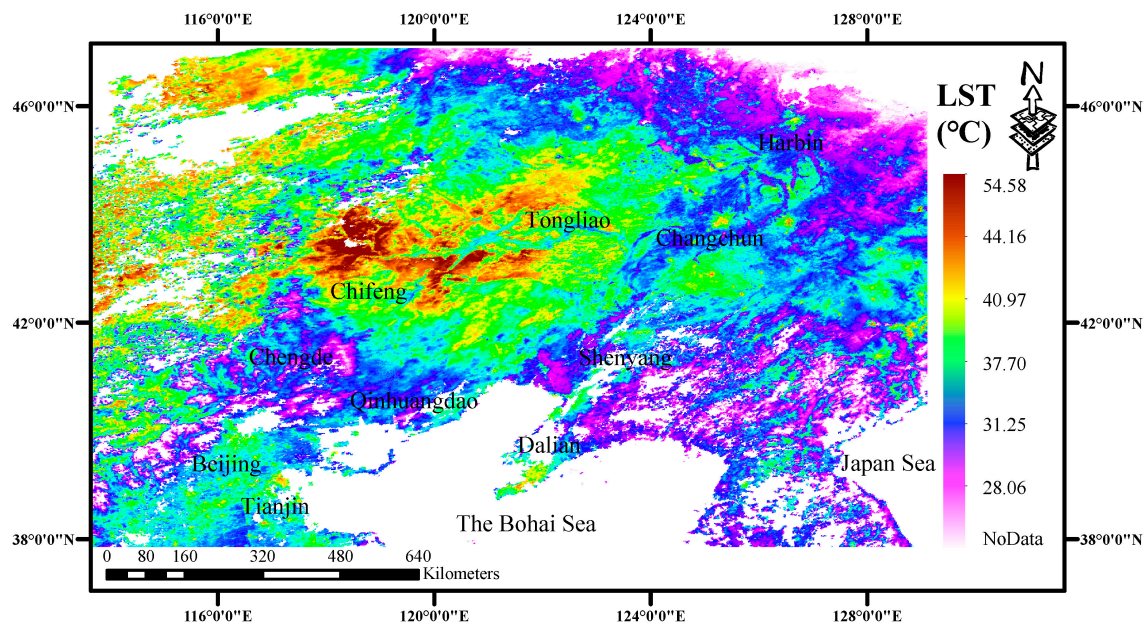 116°0'0"E 120°0'0"E 124°0'0"E 128°0'0"E
46°0'0"N 46°0'0"N
N
LST
(°C)
Harbin
54.58
Tongliao
44.16
Changchun
Chifeng
40.97
42°0'0"N 42°0'0"N
Chengde
Shenyang
37.70
Qinhuangdao
31.25
Dalian
Beijing
Japan Sea
28.06
Tianjin
The Bohai Sea
NoData
38°0'0"N 38°0'0"N
0 80 160 320 480 640
Kilometers
116°0'0"E 120°0'0"E 124°0'0"E 128°0'0"E